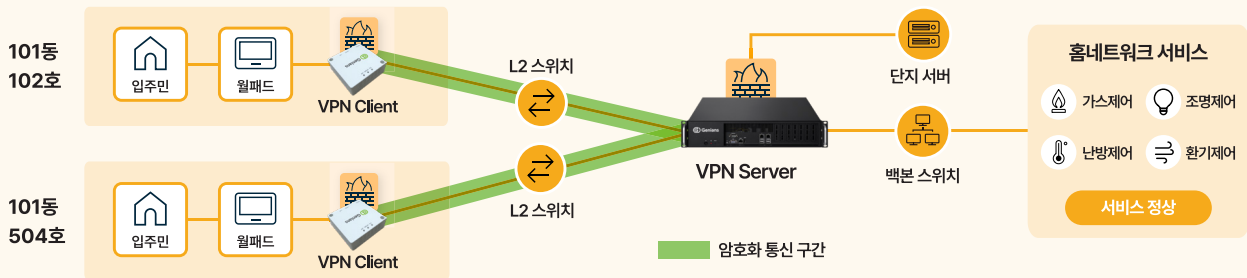 101동
102호
입주민
월패드
Genians
VPN Client
L2 스위치
101동
504호
입주민
월패드
Genians
VPN Client
L2 스위치
Genians
VPN Server
단지 서버
백본 스위치
암호화 통신 구간
홈네트워크 서비스
가스제어
조명제어
난방제어
환기제어
서비스 정상